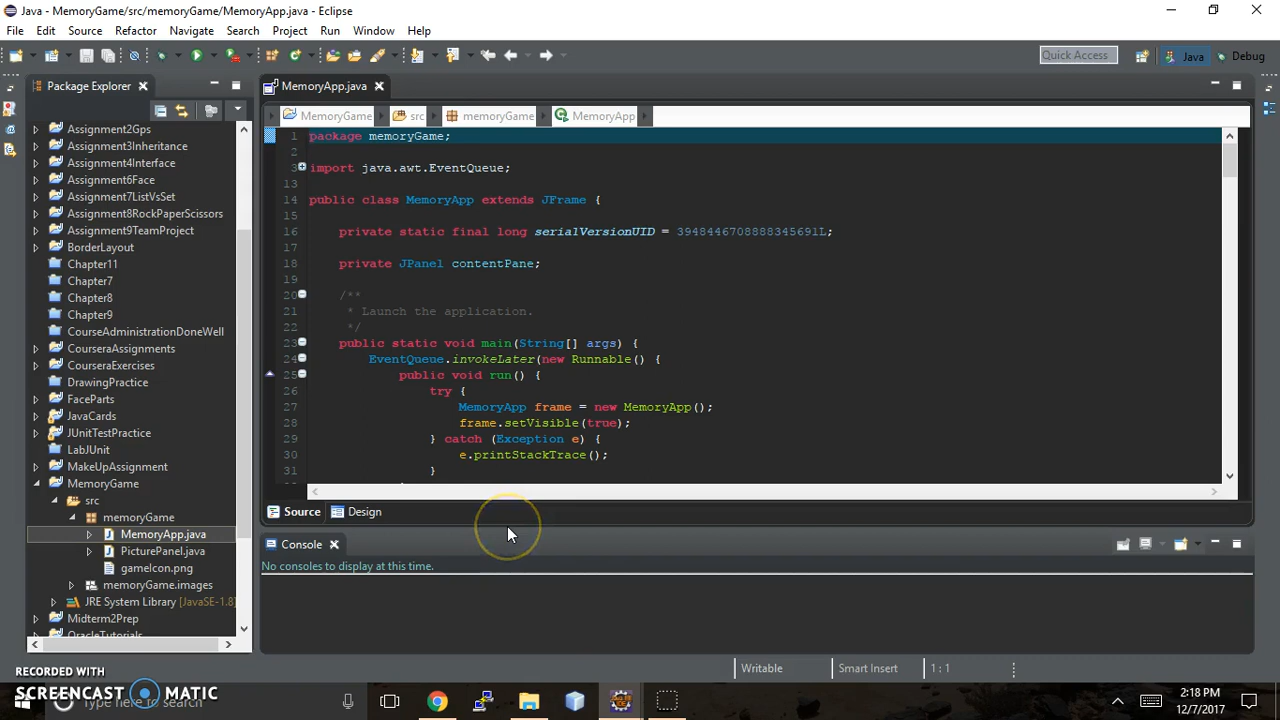 Java - MemoryGame/src/memoryGame/MemoryApp.java - Eclipse
File Edit Source Refactor Navigate Search Project Run Window Help
Quick Access Java Debug
Package Explorer
Assignment2Gps
Assignment3Inheritance
Assignment4Interface
Assignment6Face
Assignment7ListVsSet
Assignment8RockPaperScissors
Assignment9TeamProject
BorderLayout
Chapter11
Chapter7
Chapter8
Chapter9
CourseAdministrationDoneWell
CourseraAssignments
CourseraExercises
DrawingPractice
FaceParts
JavaCards
JUnitTestPractice
LabJUnit
MakeUpAssignment
MemoryGame
src
memoryGame
MemoryApp.java
PicturePanel.java
gameIcon.png
memoryGame.images
JRE System Library [JavaSE-1.8]
Midterm2Prep
OracleTutorials
MemoryApp.java
MemoryGame src memoryGame MemoryApp
1 package memoryGame;
2
3 import java.awt.EventQueue;
13
14 public class MemoryApp extends JFrame {
15
16 private static final long serialVersionUID = 3948446708888345691L;
17
18 private JPanel contentPane;
19
20 /**
21 * Launch the application.
22 */
23 public static void main(String[] args) {
24 EventQueue.invokeLater(new Runnable() {
25 public void run() {
26 try {
27 MemoryApp frame = new MemoryApp();
28 frame.setVisible(true);
29 } catch (Exception e) {
30 e.printStackTrace();
31 }
Source Design
Console
No consoles to display at this time.
Writable Smart Insert 1 : 1
RECORDED WITH
SCREENCAST MATIC
Type here to search
2:18 PM
12/7/2017